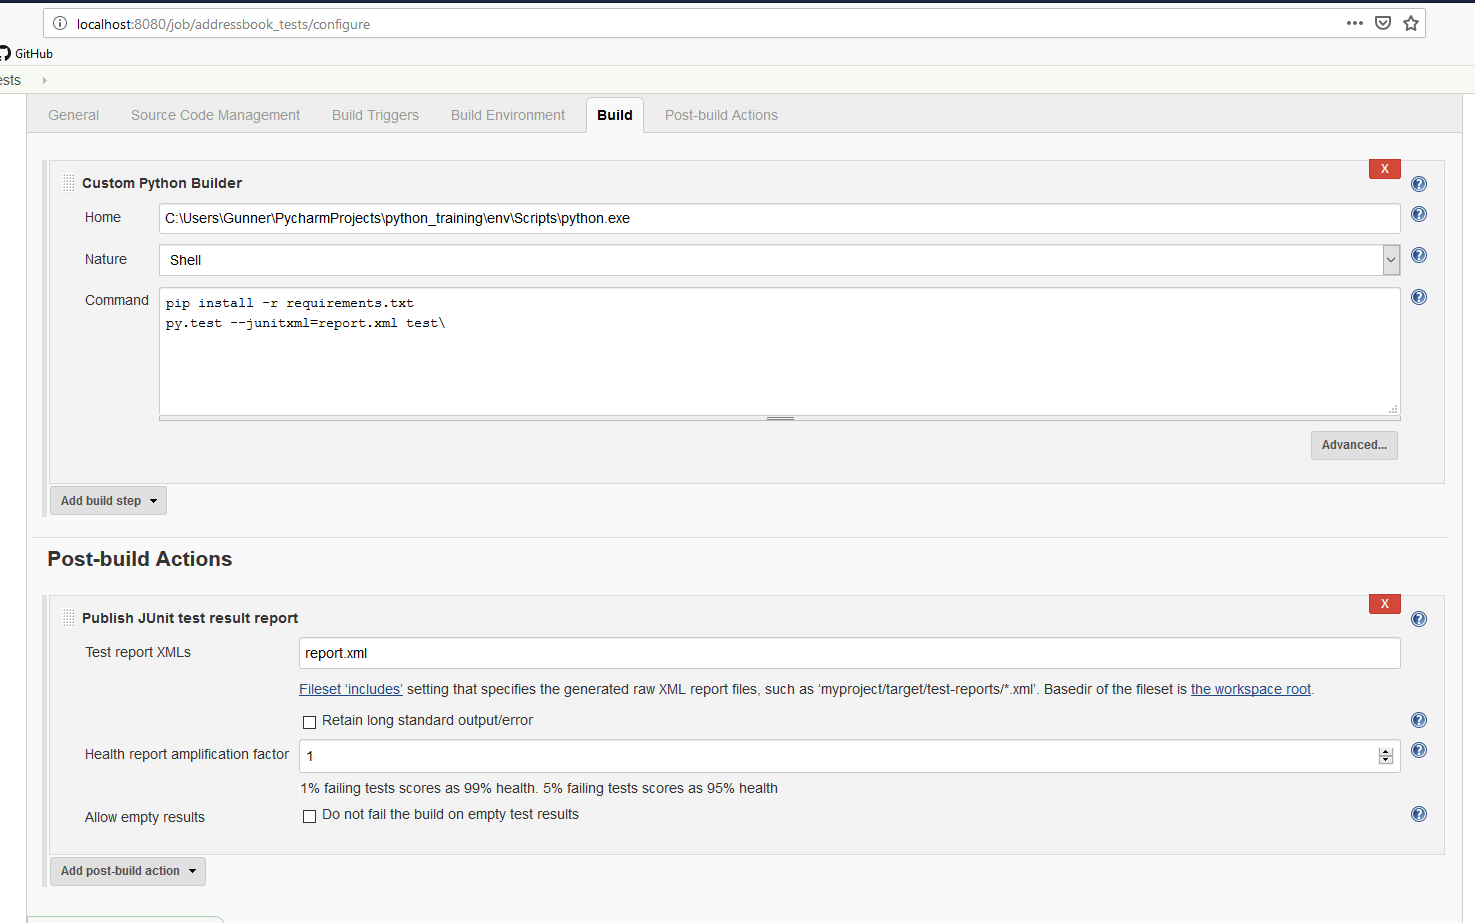 localhost:8080/job/addressbook_tests/configure
GitHub
ests
General Source Code Management Build Triggers Build Environment Build Post-build Actions
X
Custom Python Builder
Home C:\Users\Gunner\PycharmProjects\python_training\env\Scripts\python.exe
Nature Shell
Command pip install -r requirements.txt
py.test --junitxml=report.xml test\
Advanced...
Add build step
Post-build Actions
X
Publish JUnit test result report
Test report XMLs report.xml
Fileset ‘includes’ setting that specifies the generated raw XML report files, such as ‘myproject/target/test-reports/*.xml’. Basedir of the fileset is the workspace root.
Retain long standard output/error
Health report amplification factor 1
1% failing tests scores as 99% health. 5% failing tests scores as 95% health
Allow empty results Do not fail the build on empty test results
Add post-build action